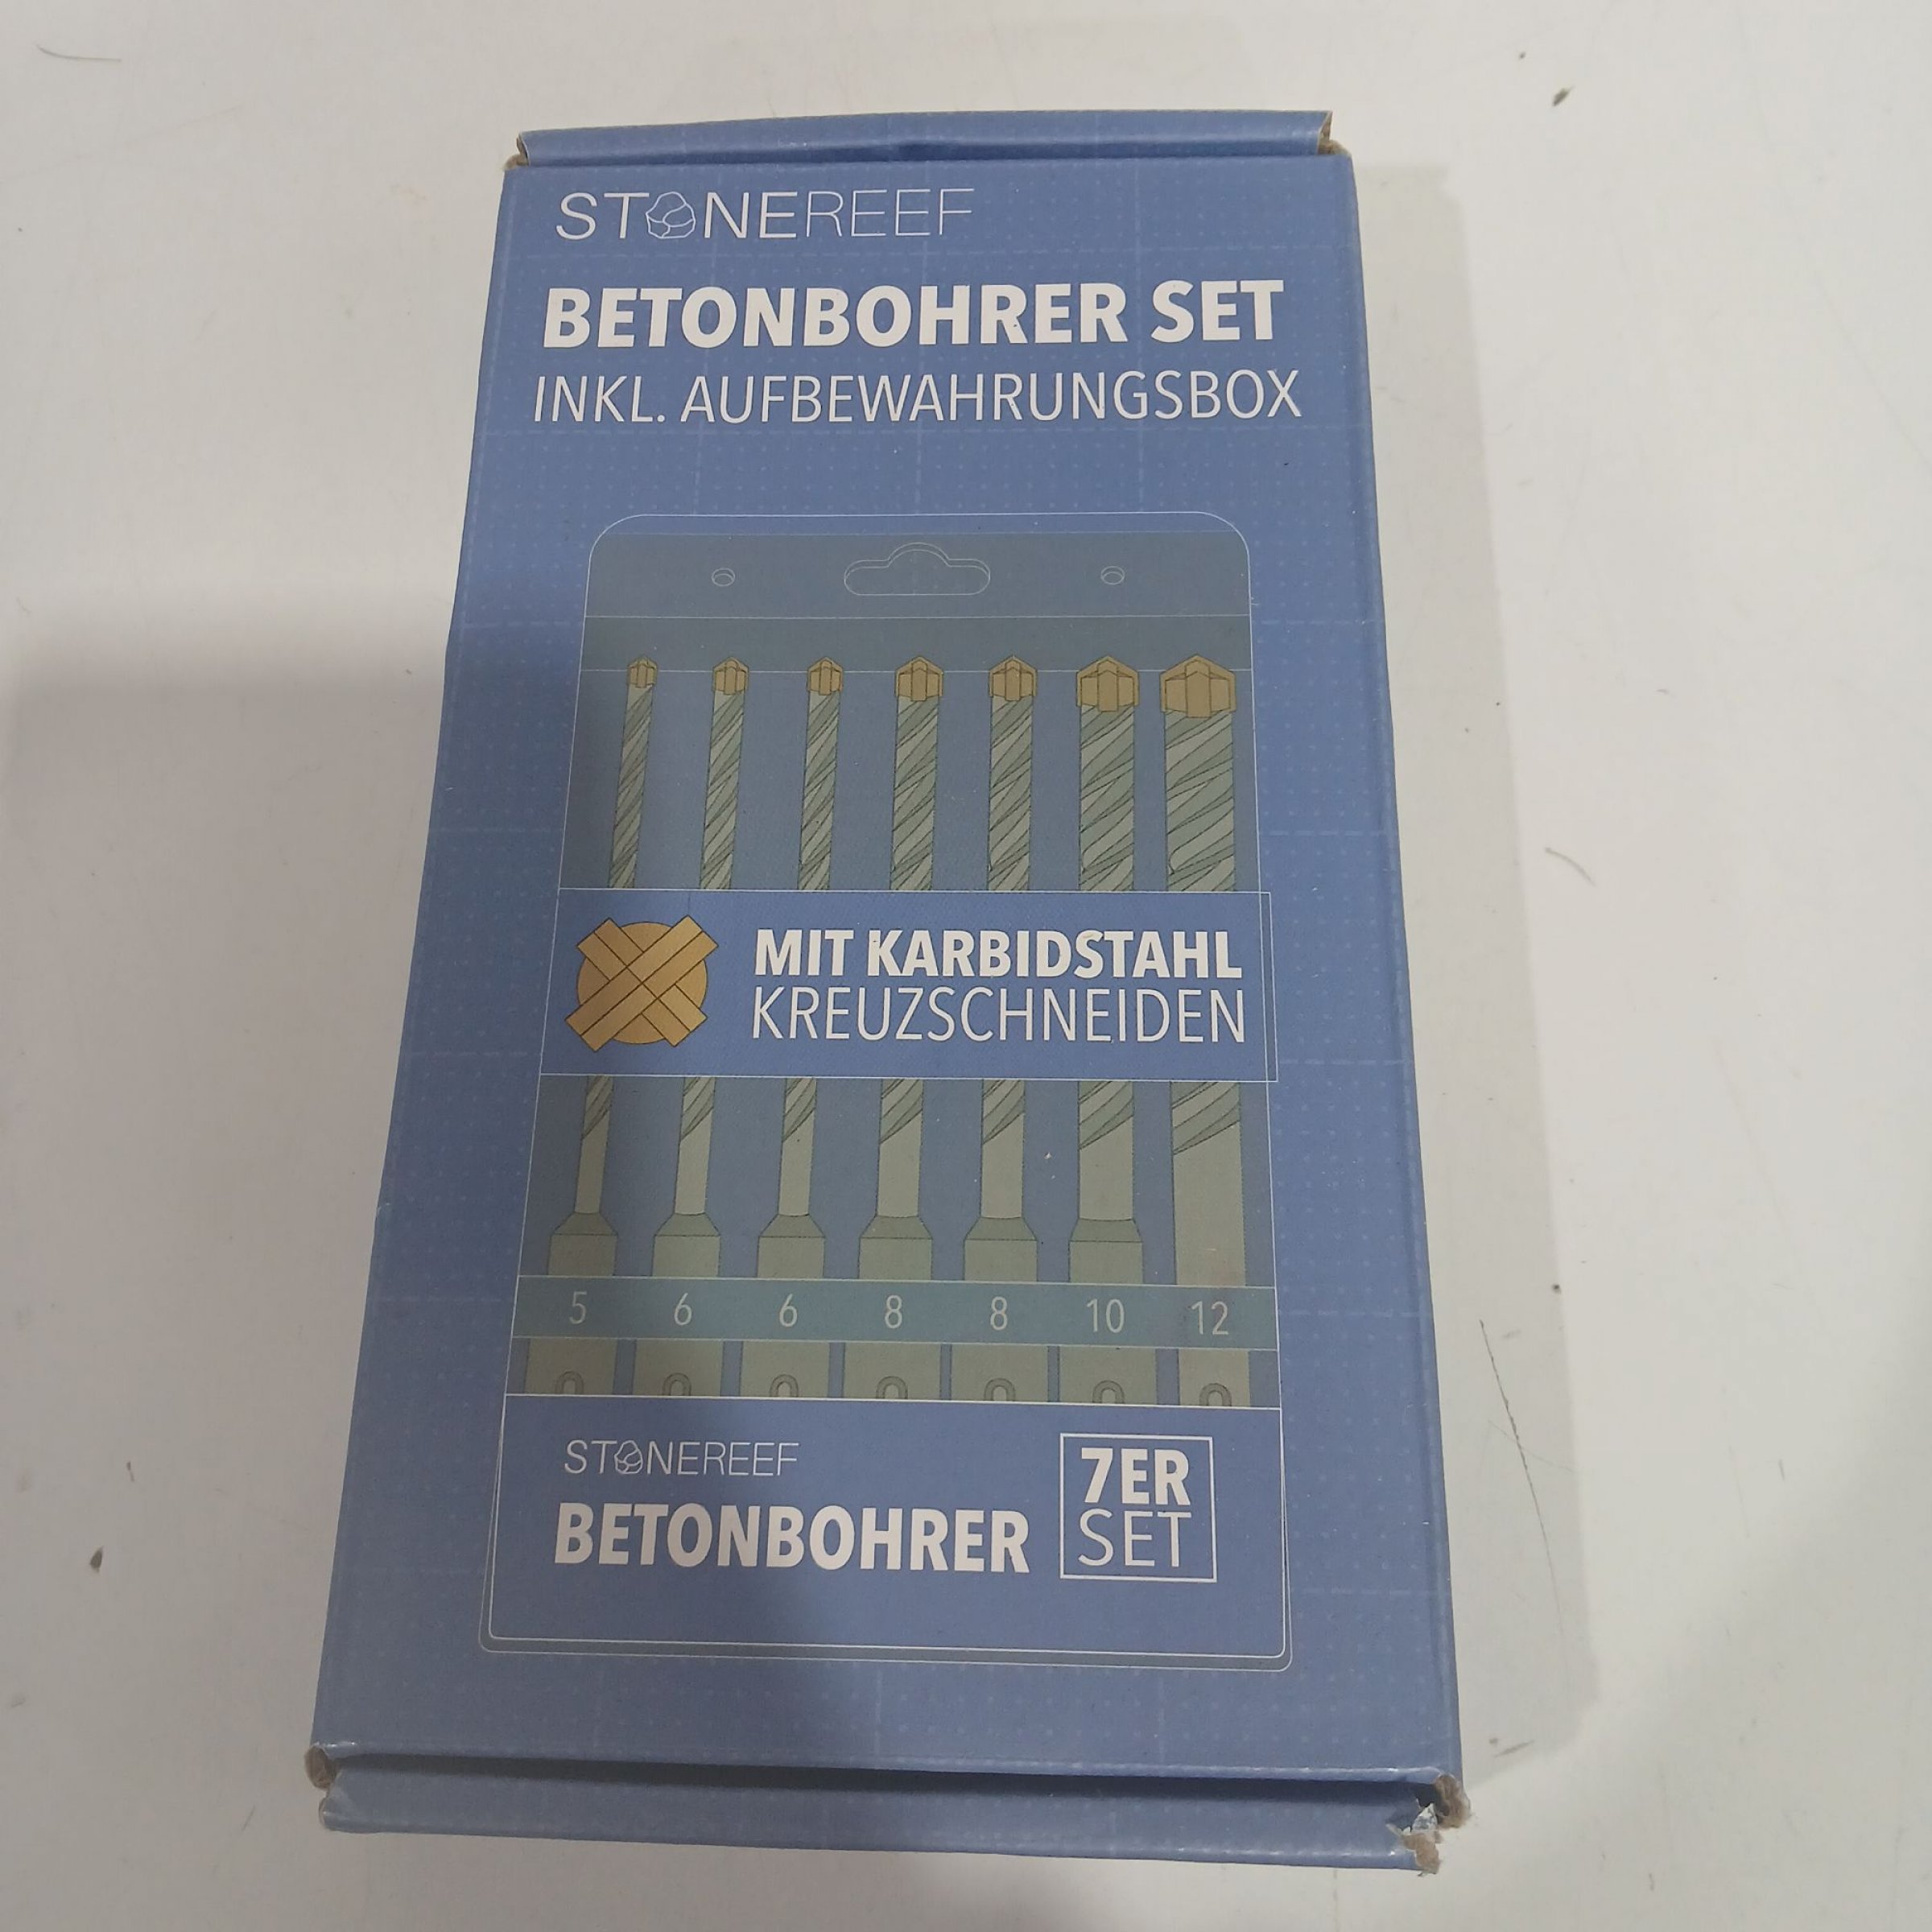 STONEREEF
BETONBOHRER SET
INKL. AUFBEWAHRUNGSBOX
MIT KARBIDSTAHL
KREUZSCHNEIDEN
5 6 6 8 8 10 12
STONEREEF
BETONBOHRER
7ER
SET